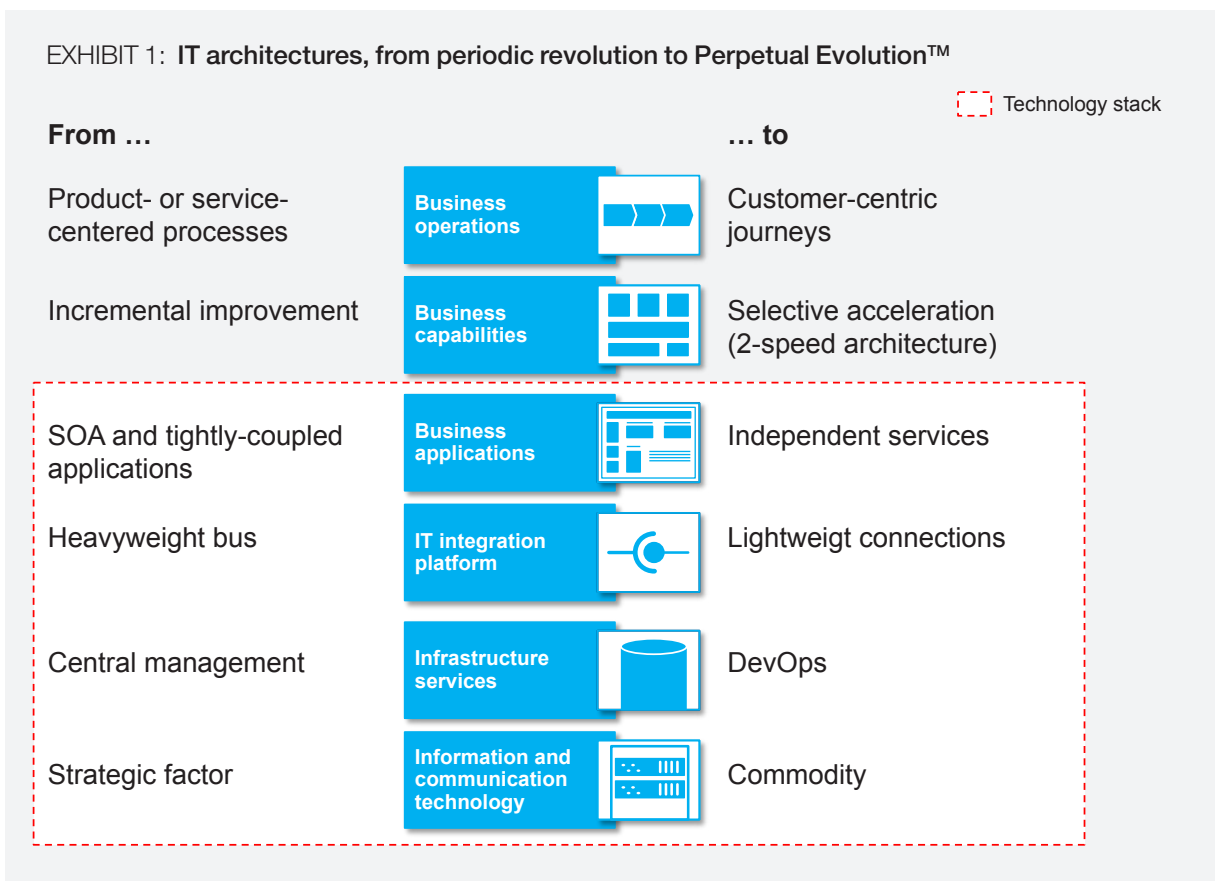 EXHIBIT 1: IT architectures, from periodic revolution to Perpetual Evolution™
Technology stack
From …
… to
Product- or service-
centered processes
Business
operations
Customer-centric
journeys
Incremental improvement
Business
capabilities
Selective acceleration
(2-speed architecture)
SOA and tightly-coupled
applications
Business
applications
Independent services
Heavyweight bus
IT integration
platform
Lightweigt connections
Central management
Infrastructure
services
DevOps
Strategic factor
Information and
communication
technology
Commodity